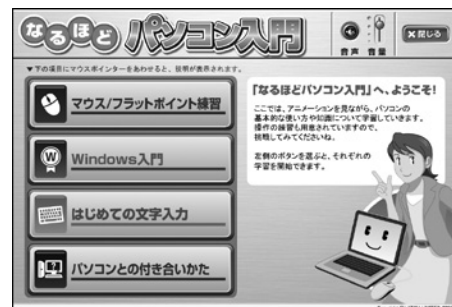 なるほどパソコン入門
音声 音量
×閉じる
▼下の項目にマウスポインターをあわせると、説明が表示されます。
マウス/フラットポイント練習
Windows入門
はじめての文字入力
パソコンとの付き合いかた
「なるほどパソコン入門」へ、ようこそ!
ここでは、アニメーションを見ながら、パソコンの
基本的な使い方や知識について学習していきます。
操作の練習も用意されていますので、
挑戦してみてくださいね。
左側のボタンを選ぶと、それぞれの
学習を開始できます。